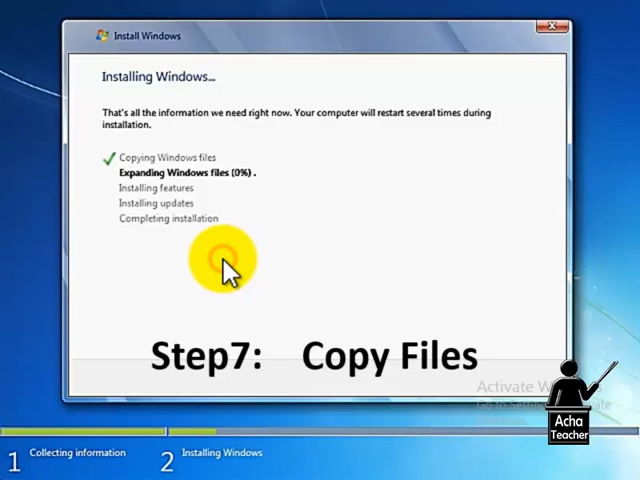 Install Windows
Installing Windows...
That's all the information we need right now. Your computer will restart several times during
installation.
Copying Windows files
Expanding Windows files (0%) .
Installing features
Installing updates
Completing installation
Step7: Copy Files
Activate W
Acha
Teacher
1 Collecting information
2 Installing Windows